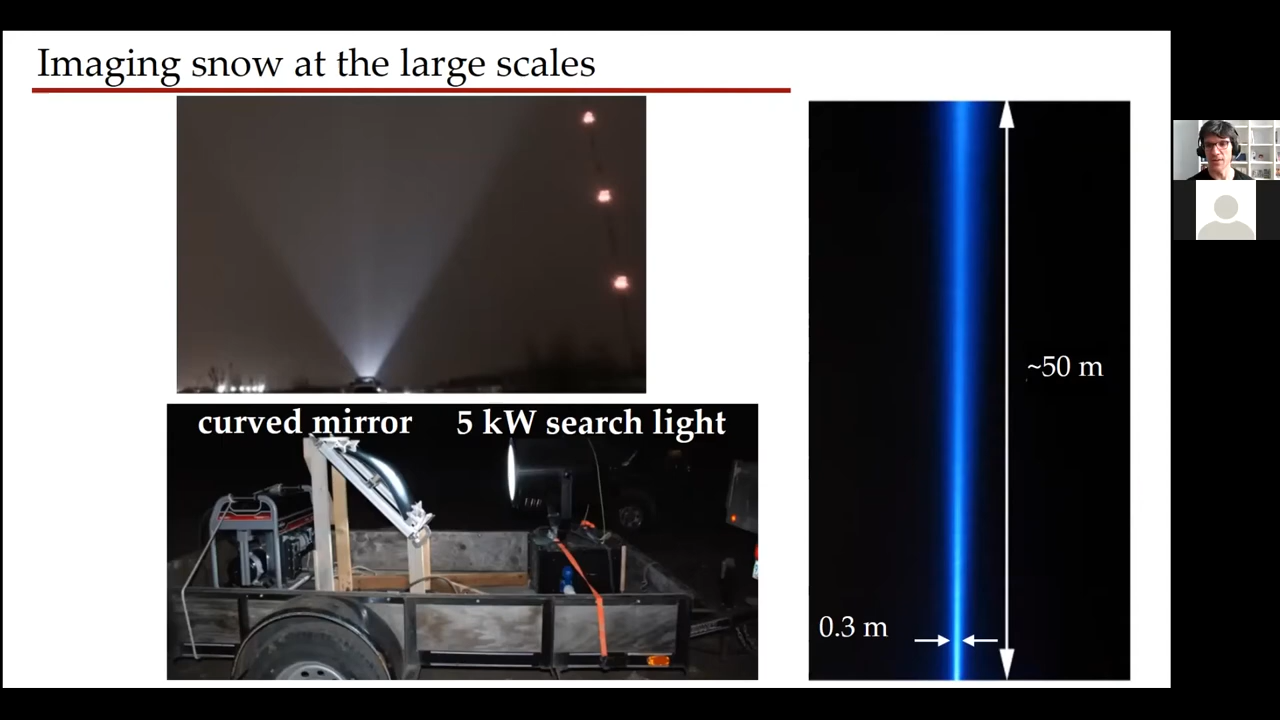 Imaging snow at the large scales
curved mirror
5 kW search light
~50 m
0.3 m